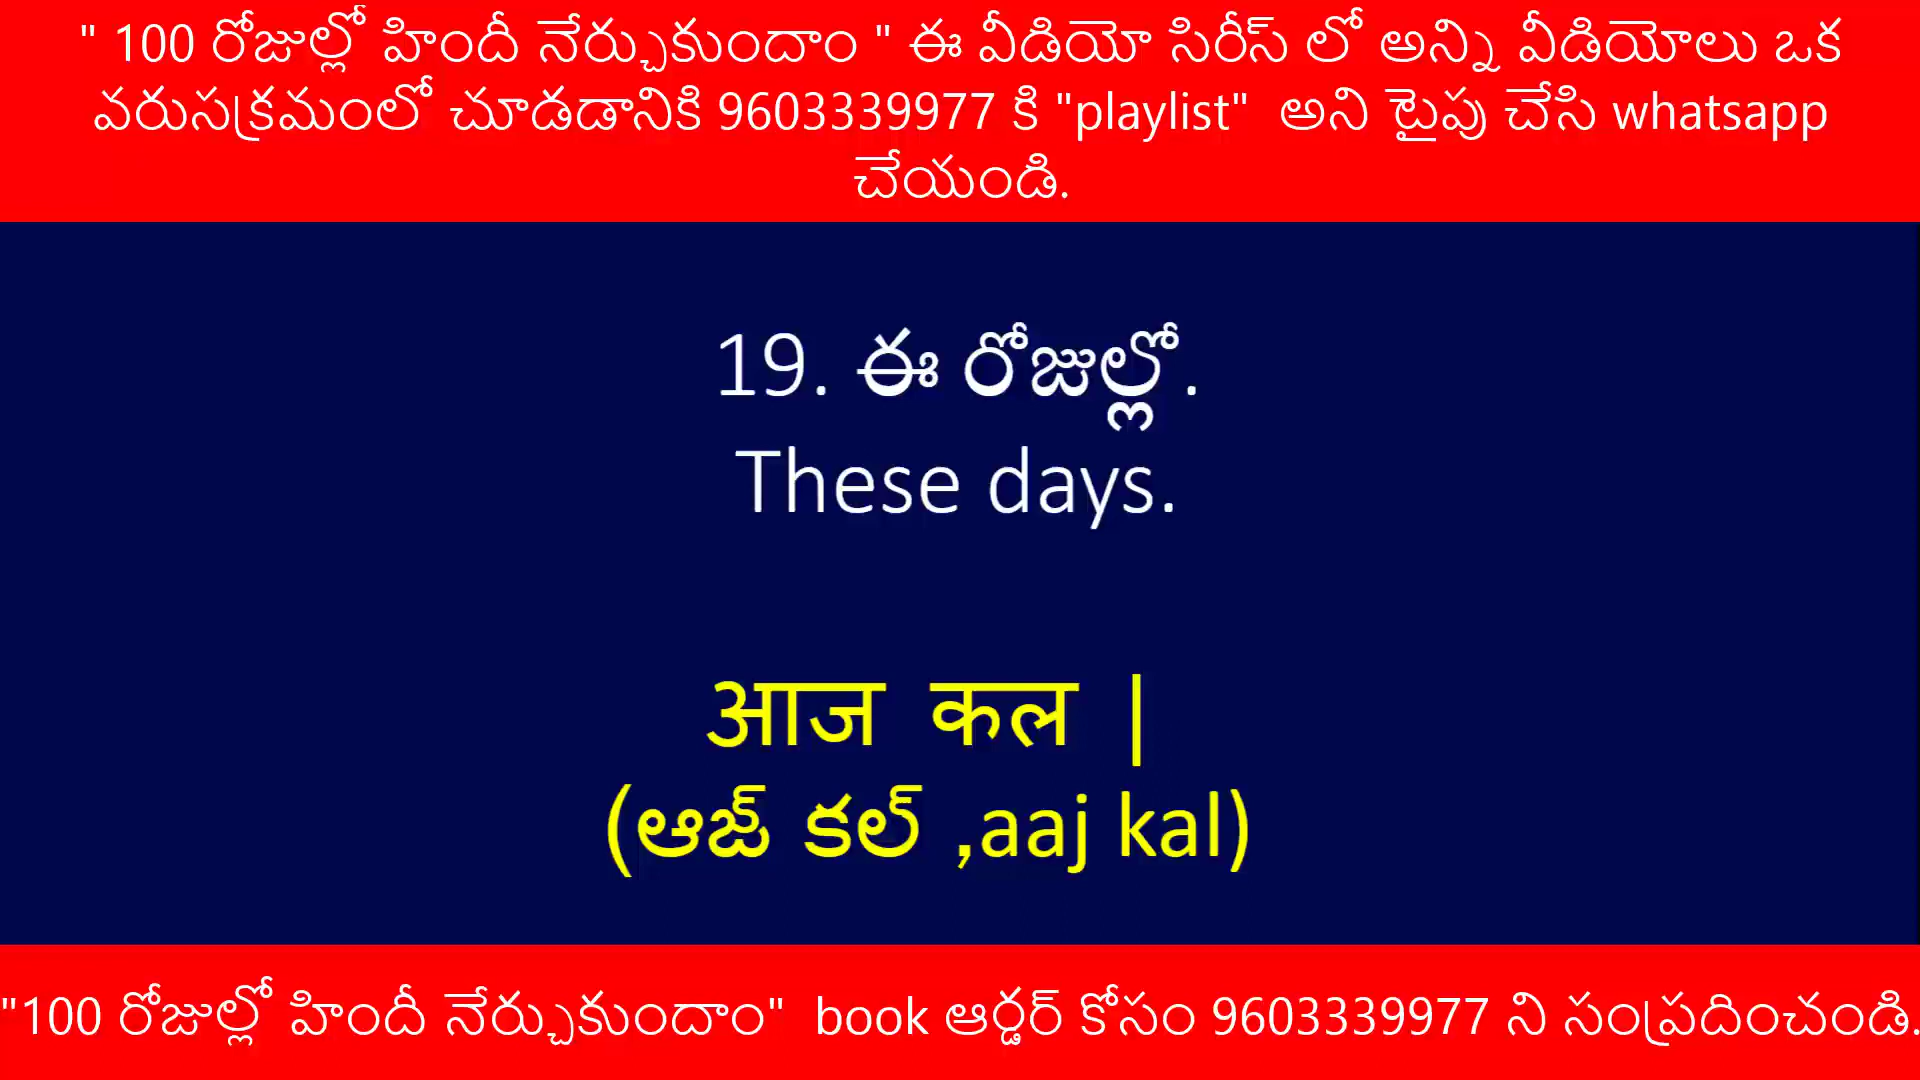 " 100 రోజుల్లో హిందీ నేర్చుకుందాం " ఈ వీడియో సిరీస్ లో అన్ని వీడియోలు ఒక
వరుసక్రమంలో చూడడానికి 9603339977 కి "playlist" అని టైపు చేసి whatsapp
చేయండి.
19. ఈ రోజుల్లో.
These days.
आज कल |
(ఆజ్ కల్ ,aaj kal)
"100 రోజుల్లో హిందీ నేర్చుకుందాం" book ఆర్డర్ కోసం 9603339977 ని సంప్రదించండి.